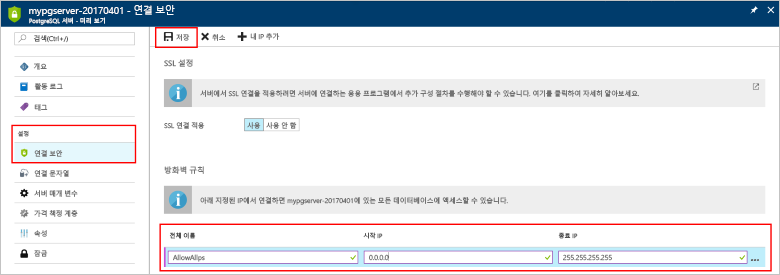 mypgserver-20170401 - 연결 보안
PostgreSQL 서버 - 미리 보기
검색(Ctrl+/)
개요
활동 로그
태그
설정
연결 보안
연결 문자열
서버 매개 변수
가격 책정 계층
속성
잠금
저장 취소 내 IP 추가
SSL 설정
서버에서 SSL 연결을 적용하려면 서버에 연결하는 응용 프로그램에서 추가 구성 절차를 수행해야 할 수 있습니다. 여기를 클릭하여 자세히 알아보세요.
SSL 연결 적용 사용 사용 안 함
방화벽 규칙
아래 지정된 IP에서 연결하면 mypgserver-20170401에 있는 모든 데이터베이스에 액세스할 수 있습니다.
전체 이름 시작 IP 종료 IP
AllowAllps 0.0.0.0 255.255.255.255 ...